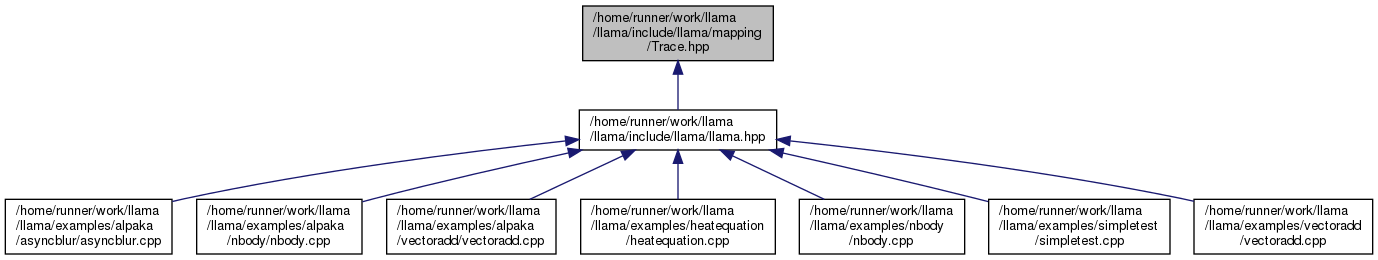 /home/runner/work/llama
/llama/include/llama/mapping
/Trace.hpp
/home/runner/work/llama
/llama/include/llama/llama.hpp
/home/runner/work/llama
/llama/examples/alpaka
/asyncblur/asyncblur.cpp
/home/runner/work/llama
/llama/examples/alpaka
/nbody/nbody.cpp
/home/runner/work/llama
/llama/examples/alpaka
/vectoradd/vectoradd.cpp
/home/runner/work/llama
/llama/examples/heatequation
/heatequation.cpp
/home/runner/work/llama
/llama/examples/nbody
/nbody.cpp
/home/runner/work/llama
/llama/examples/simpletest
/simpletest.cpp
/home/runner/work/llama
/llama/examples/vectoradd
/vectoradd.cpp